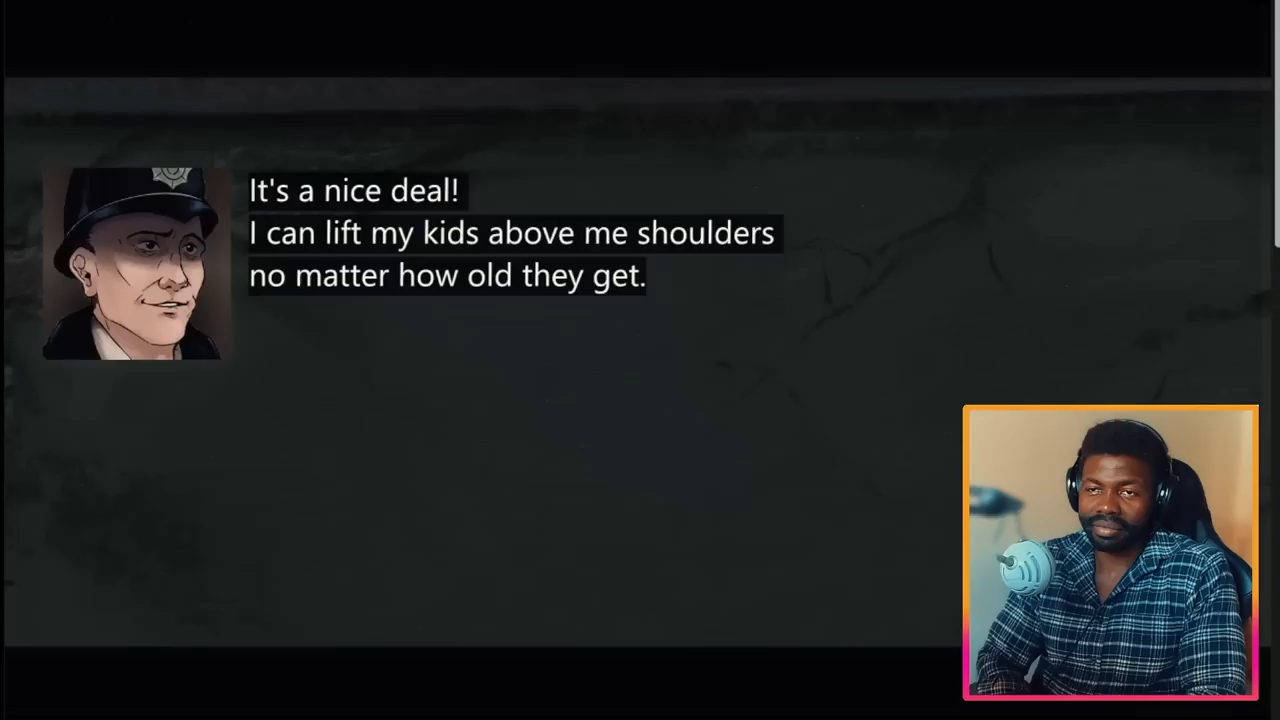 It's a nice deal!
I can lift my kids above me shoulders
no matter how old they get.